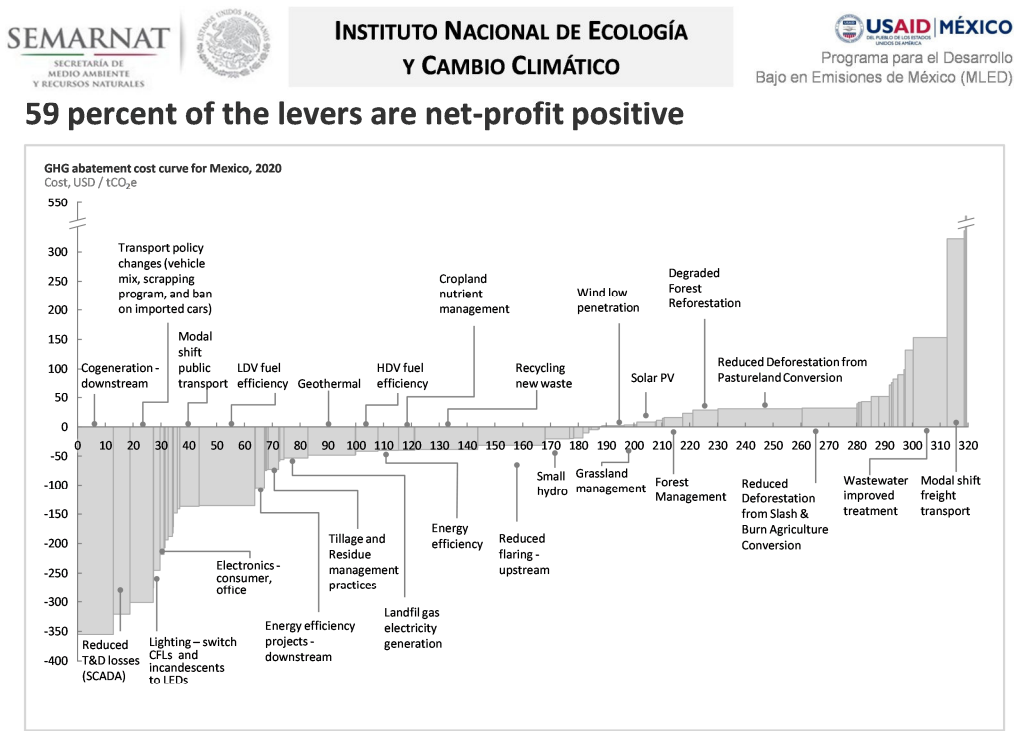 SEMARNAT
SECRETARÍA DE
MEDIO AMBIENTE
Y RECURSOS NATURALES
INSTITUTO NACIONAL DE ECOLOGÍA
Y CAMBIO CLIMÁTICO
USAID
DEL PUEBLO DE LOS ESTADOS
UNIDOS DE AMÉRICA
MÉXICO
Programa para el Desarrollo
Bajo en Emisiones de México (MLED)
59 percent of the levers are net-profit positive
GHG abatement cost curve for Mexico, 2020
Cost, USD / tCO2e
550
300
250
200
150
100
50
0
-50
-100
-150
-200
-250
-300
-350
-400
Transport policy
changes (vehicle
mix, scrapping
program, and ban
on imported cars)
Cogeneration -
downstream
Modal
shift
public
transport
LDV fuel
efficiency
Geothermal
HDV fuel
efficiency
Cropland
nutrient
management
Recycling
new waste
Wind low
penetration
Solar PV
Degraded
Forest
Reforestation
Reduced Deforestation from
Pastureland Conversion
10 20 30 40 50 60 70 80 90 100 110 120 130 140 150 160 170 180 190 200 210 220 230 240 250 260 270 280 290 300 310 320
Reduced
T&D losses
(SCADA)
Lighting – switch
CFLs and
incandescents
to LEDs
Electronics -
consumer,
office
Energy efficiency
projects -
downstream
Tillage and
Residue
management
practices
Landfil gas
electricity
generation
Energy
efficiency
Reduced
flaring -
upstream
Small
hydro
Grassland
management
Forest
Management
Reduced
Deforestation
from Slash &
Burn Agriculture
Conversion
Wastewater
improved
treatment
Modal shift
freight
transport